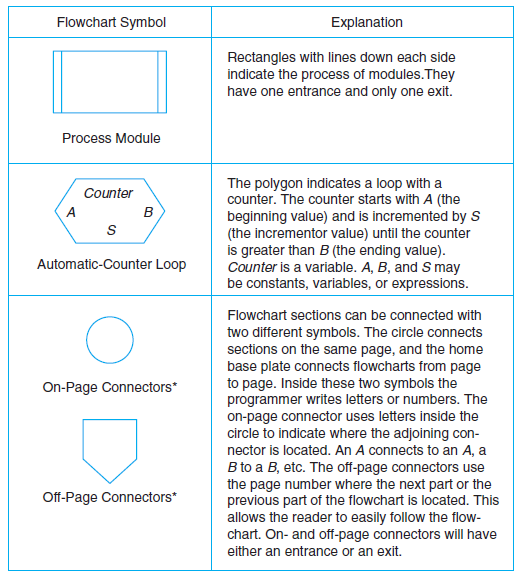 Flowchart Symbol
Explanation
Process Module
Rectangles with lines down each side
indicate the process of modules.They
have one entrance and only one exit.
Counter
A
B
S
Automatic-Counter Loop
The polygon indicates a loop with a
counter. The counter starts with A (the
beginning value) and is incremented by S
(the incrementor value) until the counter
is greater than B (the ending value).
Counter is a variable. A, B, and S may
be constants, variables, or expressions.
On-Page Connectors*
Off-Page Connectors*
Flowchart sections can be connected with
two different symbols. The circle connects
sections on the same page, and the home
base plate connects flowcharts from page
to page. Inside these two symbols the
programmer writes letters or numbers. The
on-page connector uses letters inside the
circle to indicate where the adjoining con-
nector is located. An A connects to an A, a
B to a B, etc. The off-page connectors use
the page number where the next part or the
previous part of the flowchart is located. This
allows the reader to easily follow the flow-
chart. On- and off-page connectors will have
either an entrance or an exit.